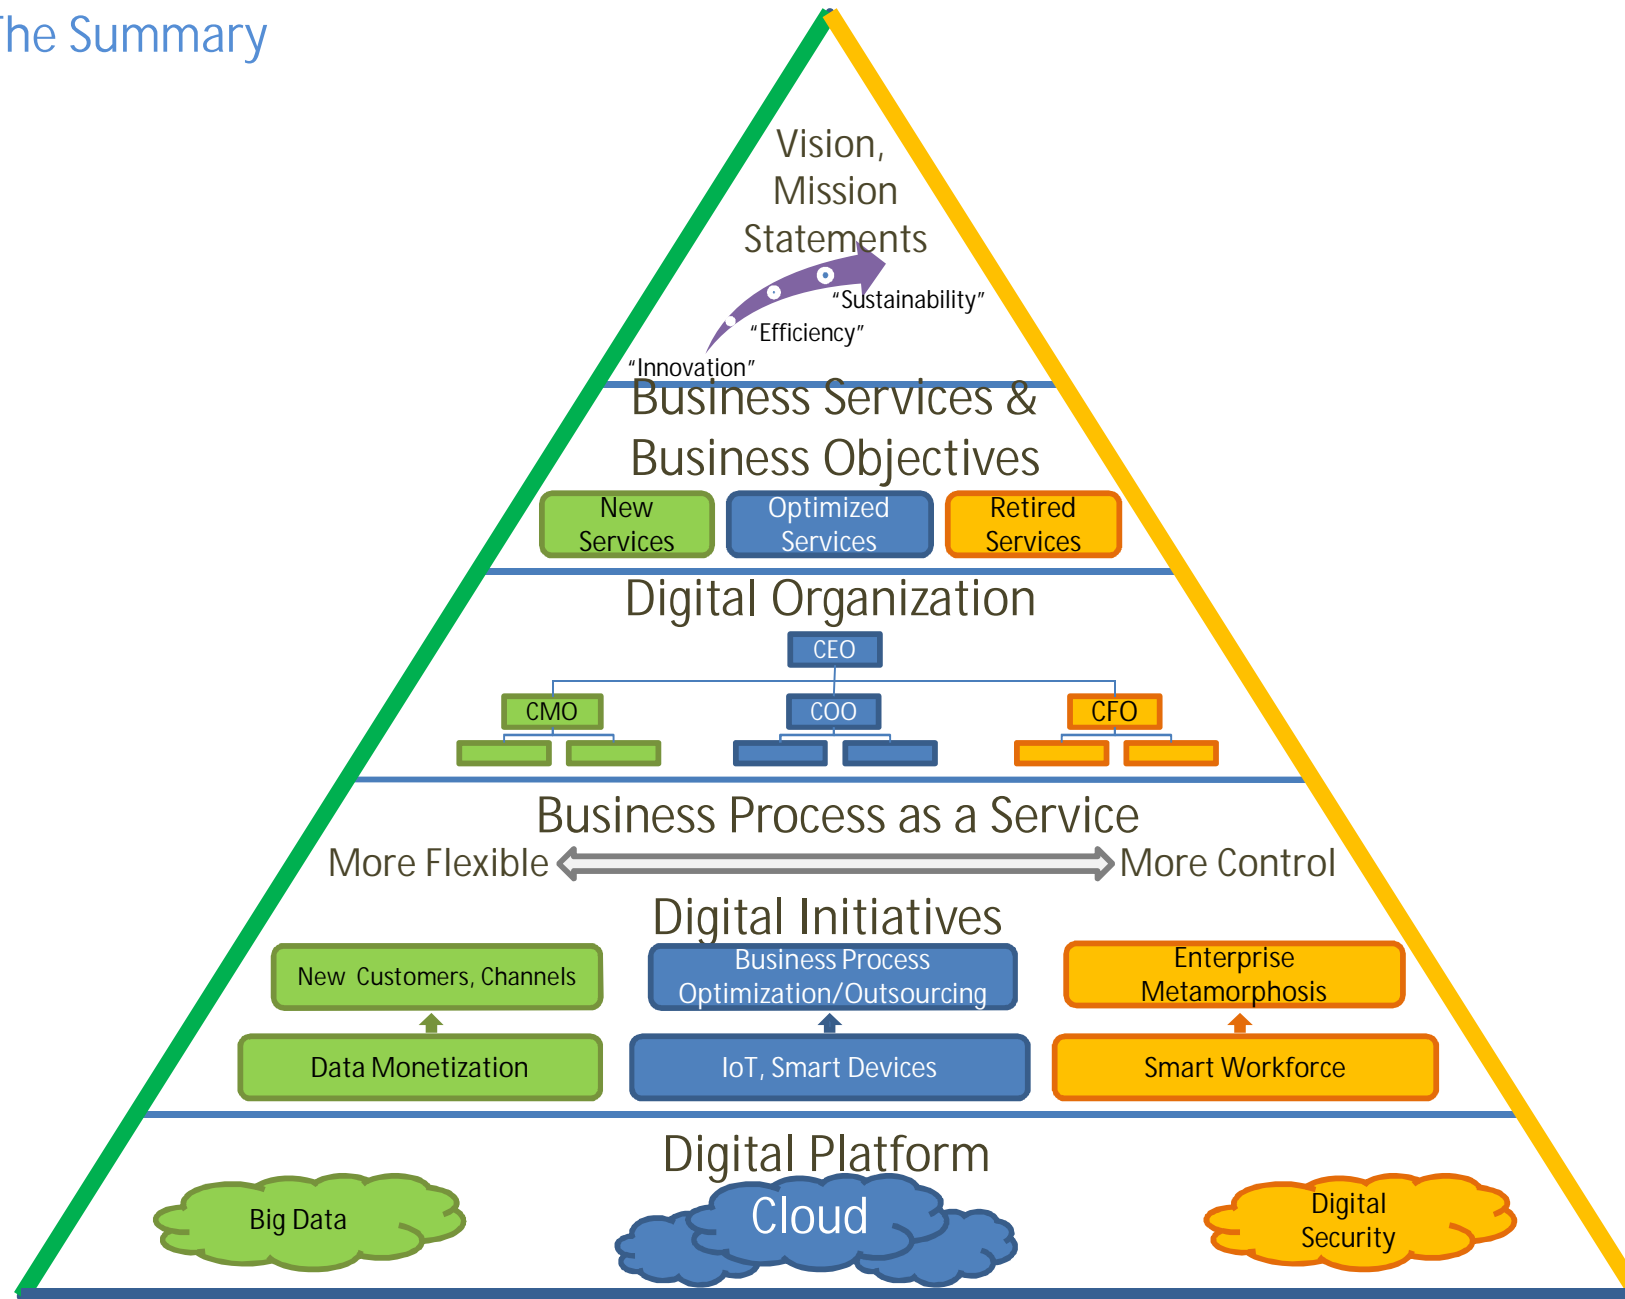 The Summary
Vision,
Mission
Statements
“Sustainability”
“Efficiency”
“Innovation”
Business Services &
Business Objectives
New
Services
Optimized
Services
Retired
Services
Digital Organization
CEO
CMO
COO
CFO
Business Process as a Service
More Flexible
More Control
Digital Initiatives
New Customers, Channels
Business Process
Optimization/Outsourcing
Enterprise
Metamorphosis
Data Monetization
IoT, Smart Devices
Smart Workforce
Digital Platform
Big Data
Cloud
Digital
Security